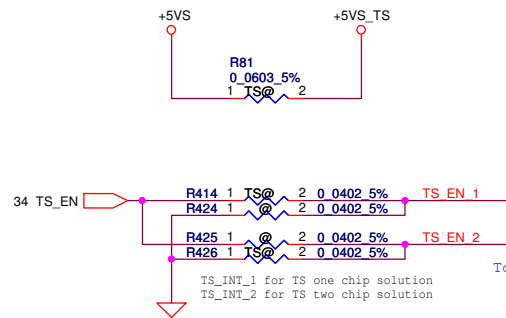 +5VS +5VS_TS
R81
0_0603_5%
1 TS@ 2
R414 1 TS@ 2 0_0402_5% TS_EN_1
34 TS_EN
R424 1 @ 2 0_0402_5%
R425 1 @ 2 0_0402_5% TS_EN_2
R426 1 TS@ 2 0_0402_5%
To
TS_INT_1 for TS one chip solution
TS_INT_2 for TS two chip solution